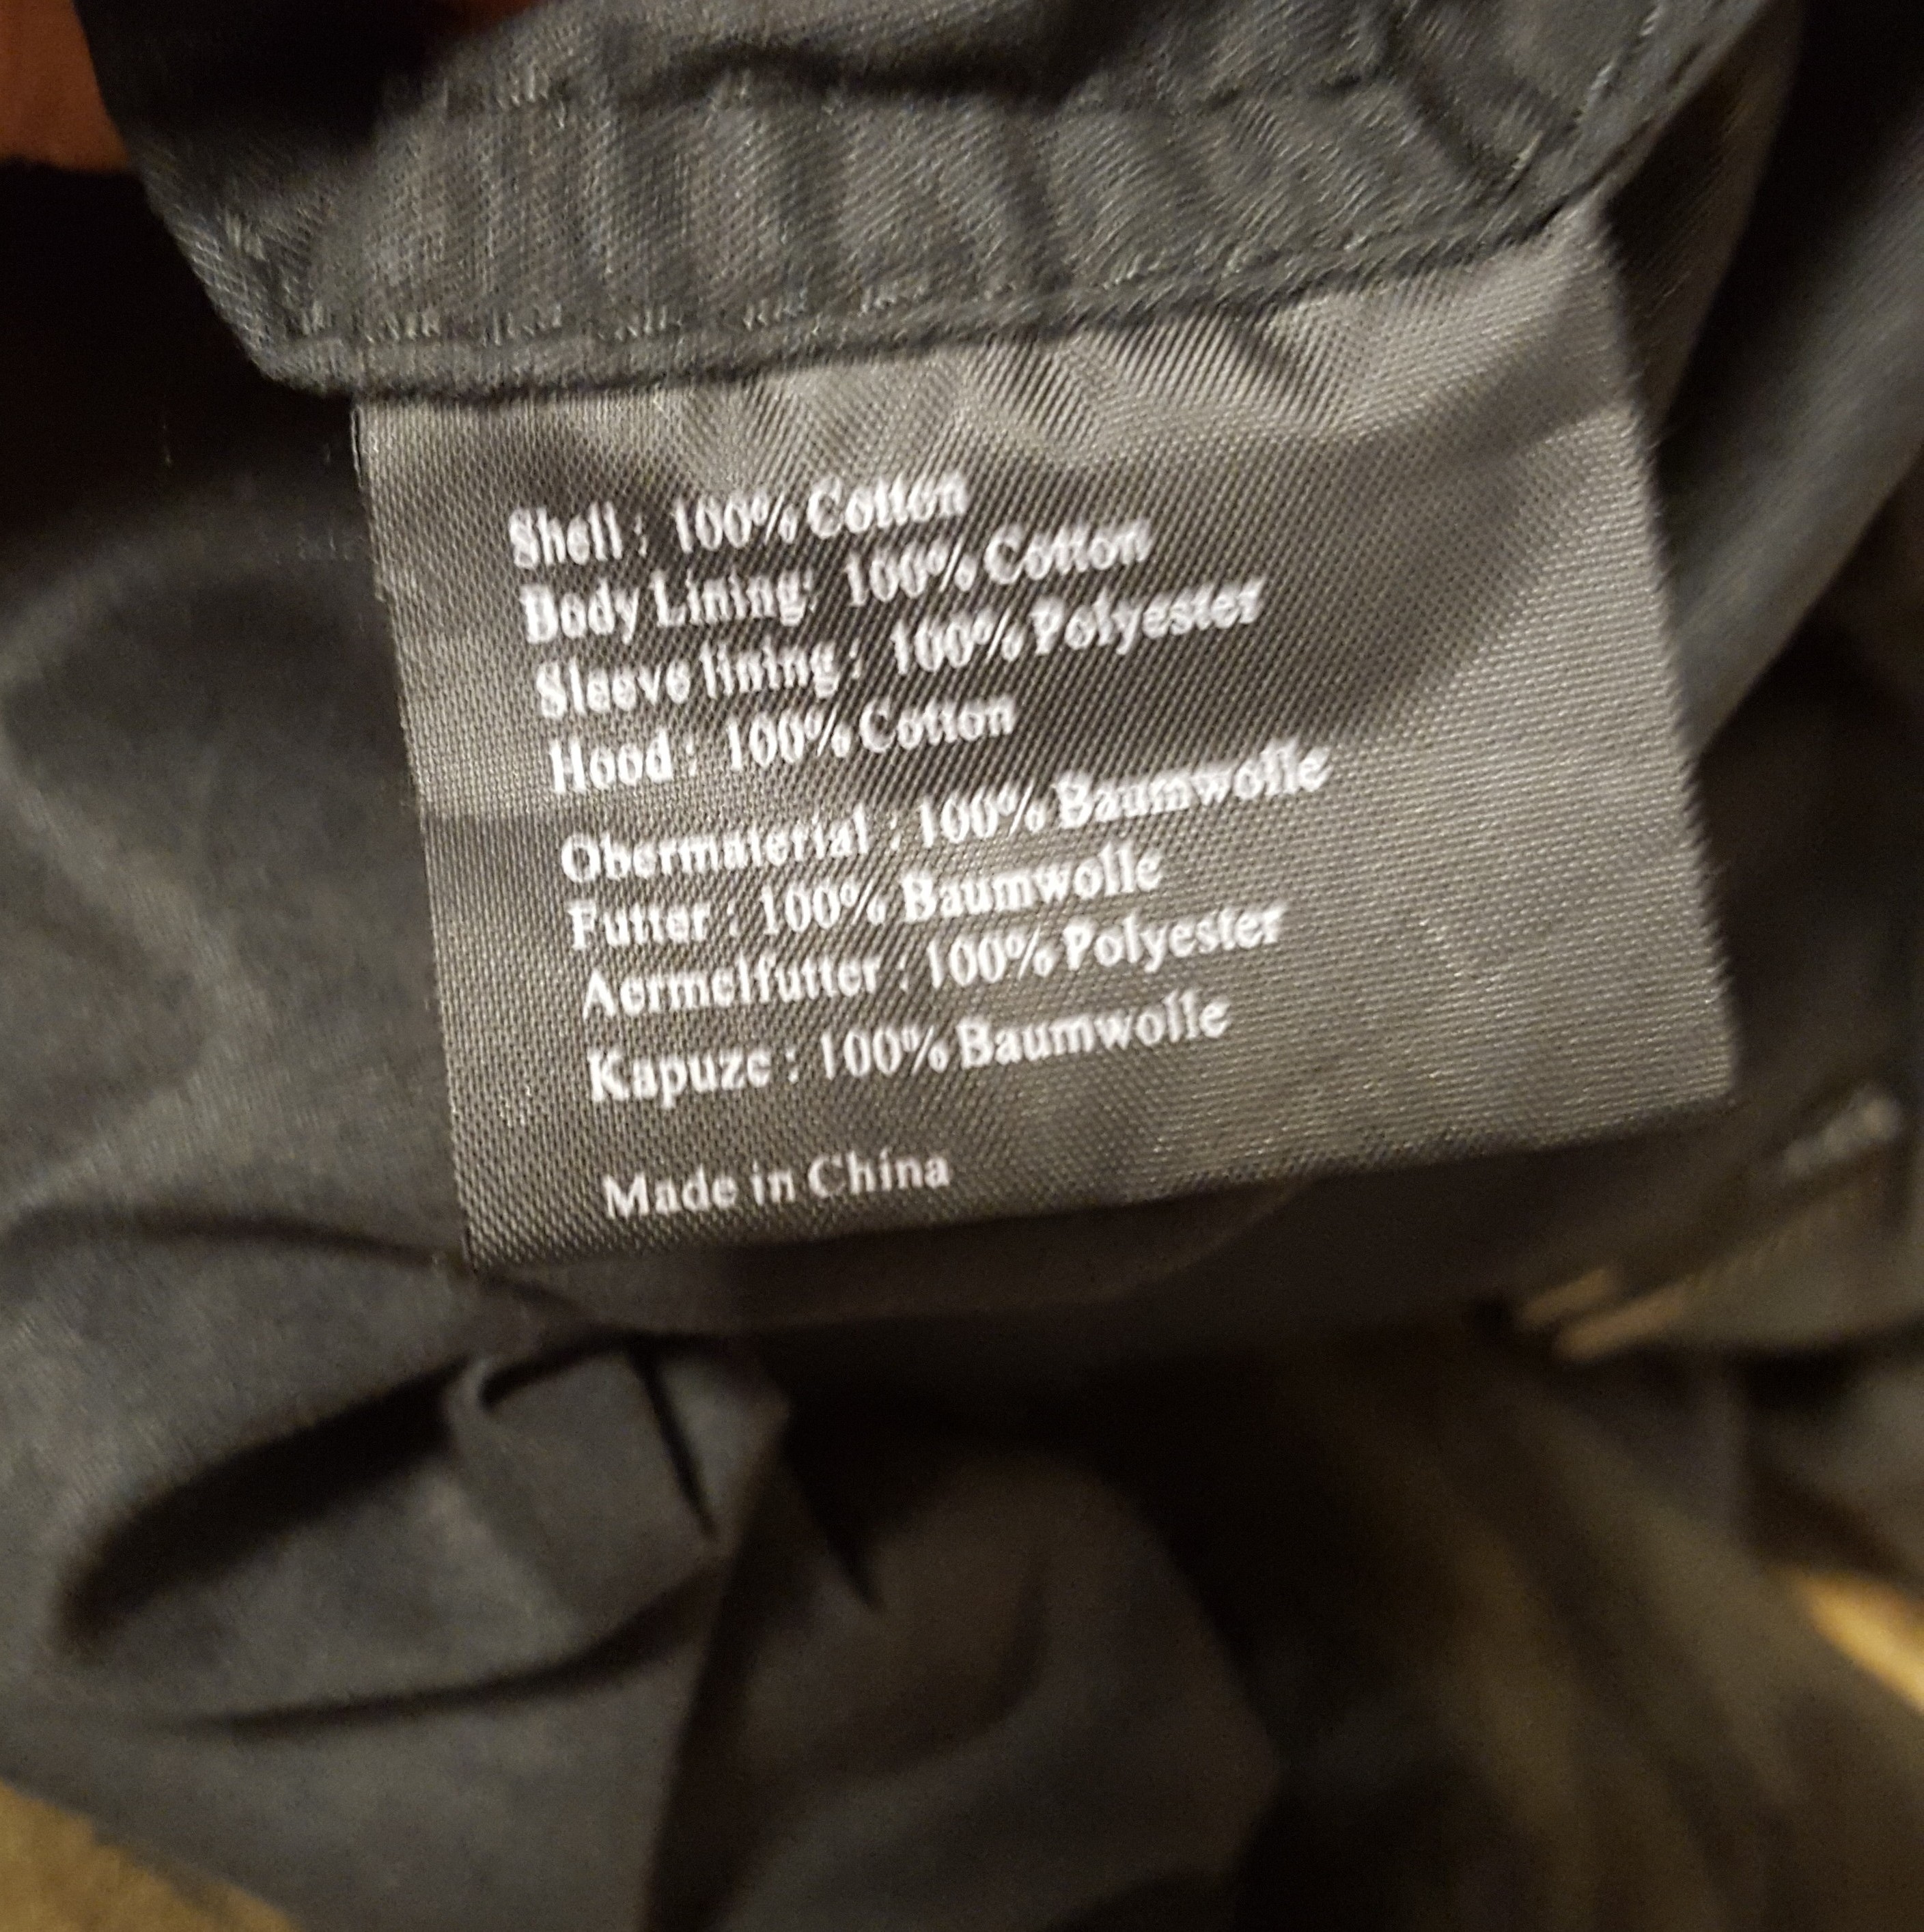 Shell : 100% Cotton
Body Lining: 100% Cotton
Sleeve lining : 100% Polyester
Hood : 100% Cotton
Obermaterial : 100% Baumwolle
Futter : 100% Baumwolle
Aermelfutter : 100% Polyester
Kapuze : 100% Baumwolle
Made in China